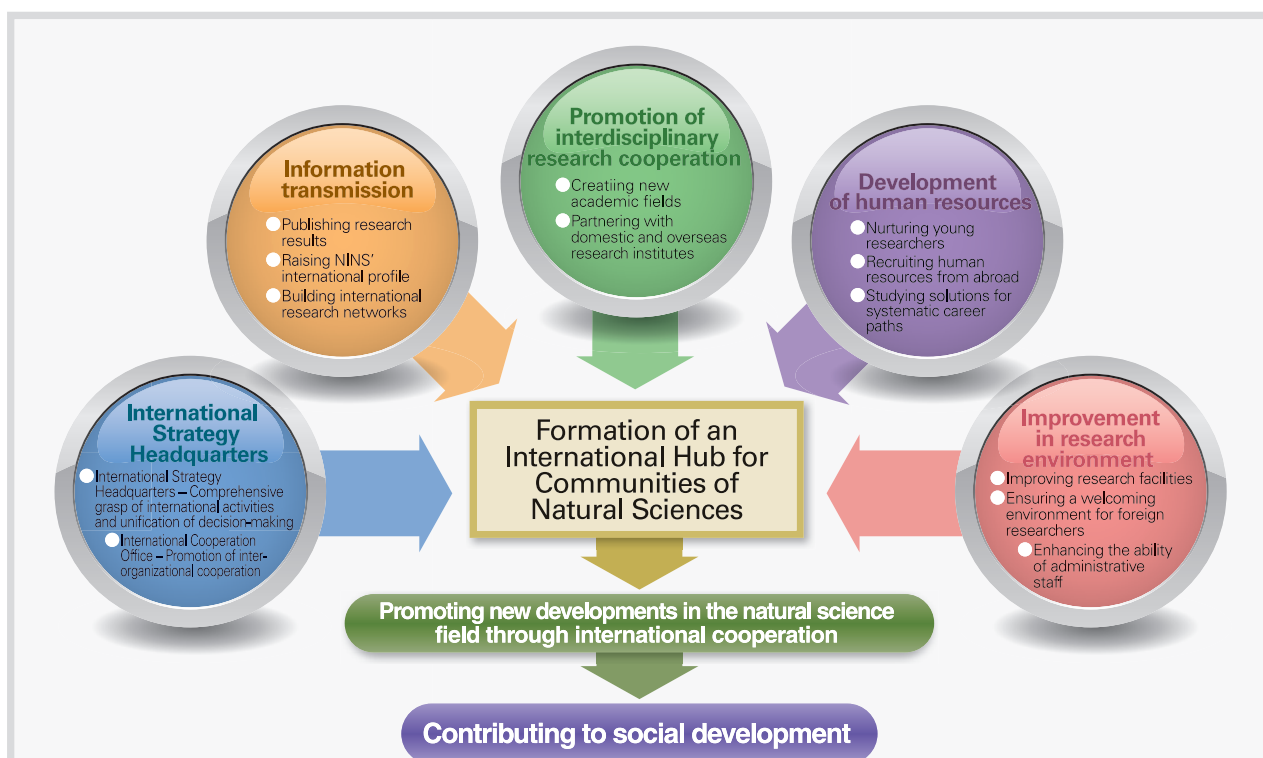 International
Strategy
Headquarters
International Strategy
Headquarters – Comprehensive
grasp of international activities
and unification of decision-making
International Cooperation
Office – Promotion of inter-
organizational cooperation
Information
transmission
Publishing research
results
Raising NINS’
international profile
Building international
research networks
Promotion of
interdisciplinary
research cooperation
Creatiing new
academic fields
Partnering with
domestic and overseas
research institutes
Development
of human resources
Nurturing young
researchers
Recruiting human
resources from abroad
Studying solutions for
systematic career
paths
Improvement
in research
environment
Improving research facilities
Ensuring a welcoming
environment for foreign
researchers
Enhancing the ability
of administrative
staff
Formation of an
International Hub for
Communities of
Natural Sciences
Promoting new developments in the natural science
field through international cooperation
Contributing to social development